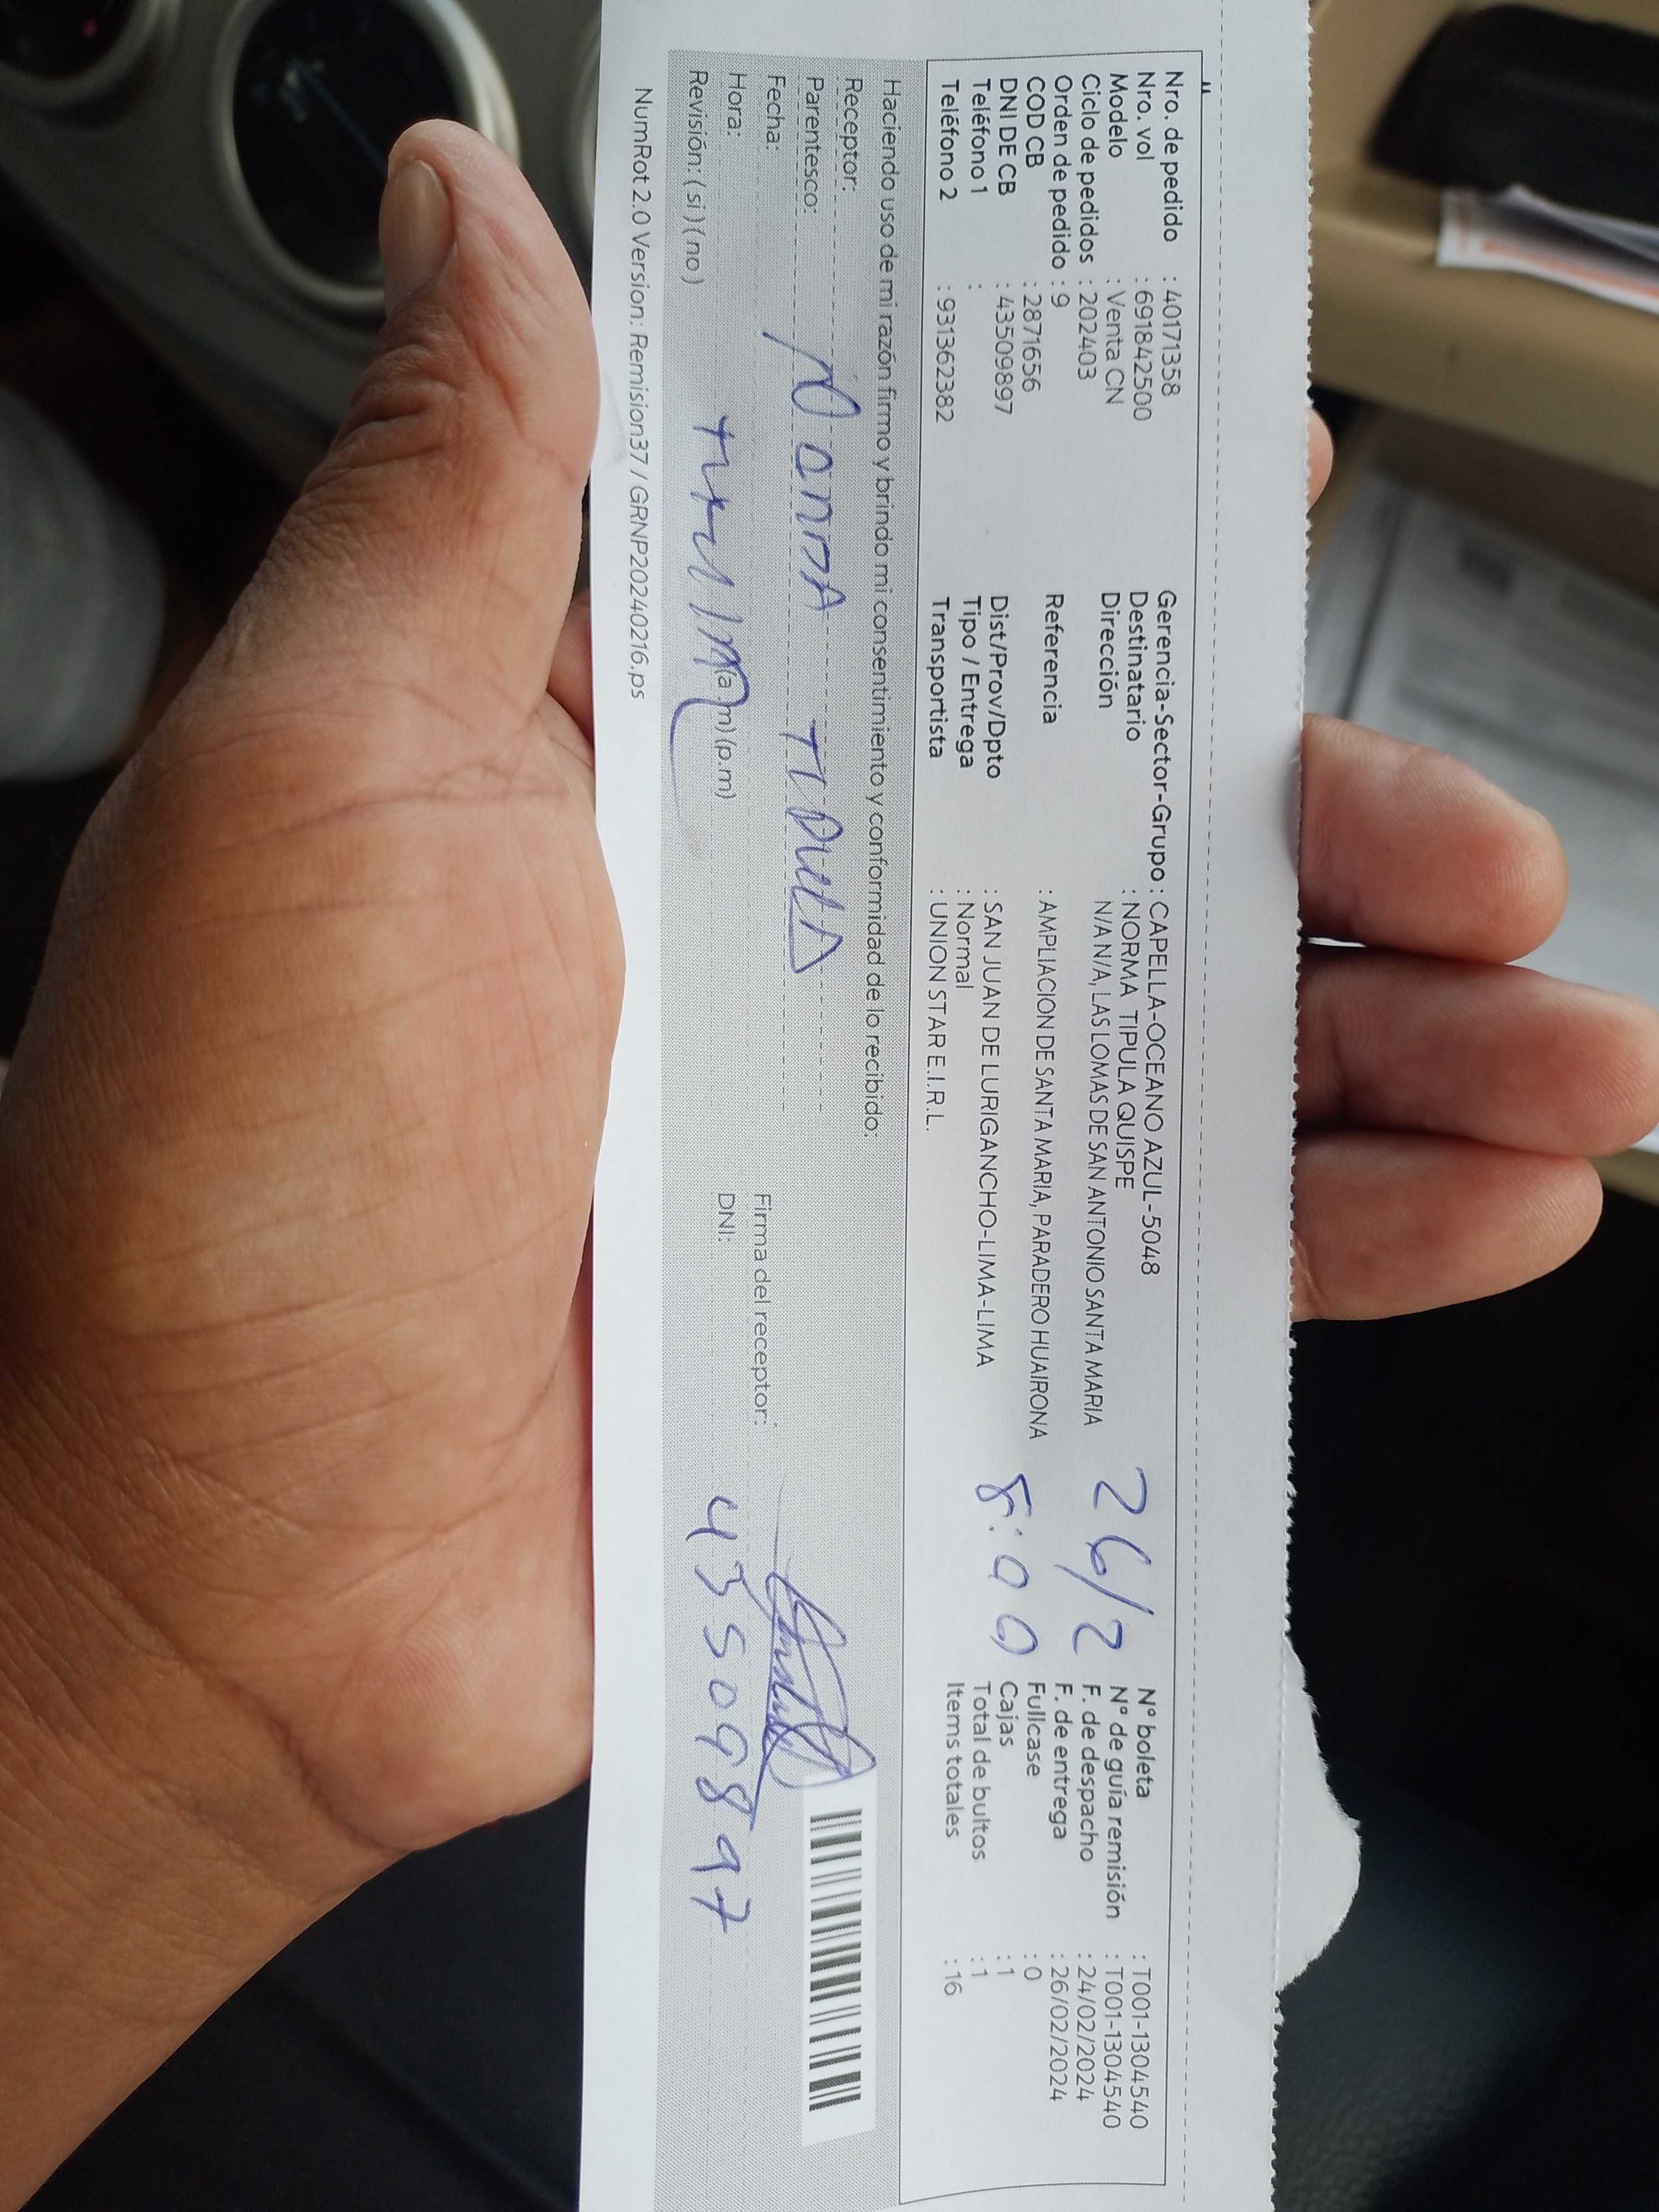 Nro. de pedido : 40171358
Nro. vol : 691842500
Modelo : Venta CN
Ciclo de pedidos : 202403
Orden de pedido : 9
COD CB : 2871656
DNI DE CB : 43509897
Teléfono 1 :
Teléfono 2 : 931362382
Gerencia-Sector-Grupo : CAPELLA-OCEANO AZUL-5048
Destinatario : NORMA TIPULA QUISPE
Dirección N/A N/A, LAS LOMAS DE SAN ANTONIO SANTA MARIA
Referencia : AMPLIACION DE SANTA MARIA, PARADERO HUAIRONA
Dist/Prov/Dpto : SAN JUAN DE LURIGANCHO-LIMA-LIMA
Tipo / Entrega : Normal
Transportista : UNION STAR E.I.R.L.
26/2
8:00
N° boleta : T001-1304540
N° de guía remisión : T001-1304540
F. de despacho : 24/02/2024
F. de entrega : 26/02/2024
Fullcase : 0
Cajas : 1
Total de bultos : 1
Items totales : 16
Haciendo uso de mi razón firmo y brindo mi consentimiento y conformidad de lo recibido:
Receptor:
Parentesco:
Fecha:
Hora: (a m) (p.m)
Revisión: ( si ) ( no )
Firma del receptor:
DNI: 43509897
NumRot 2.0 Version: Remision37 / GRNP20240216.ps